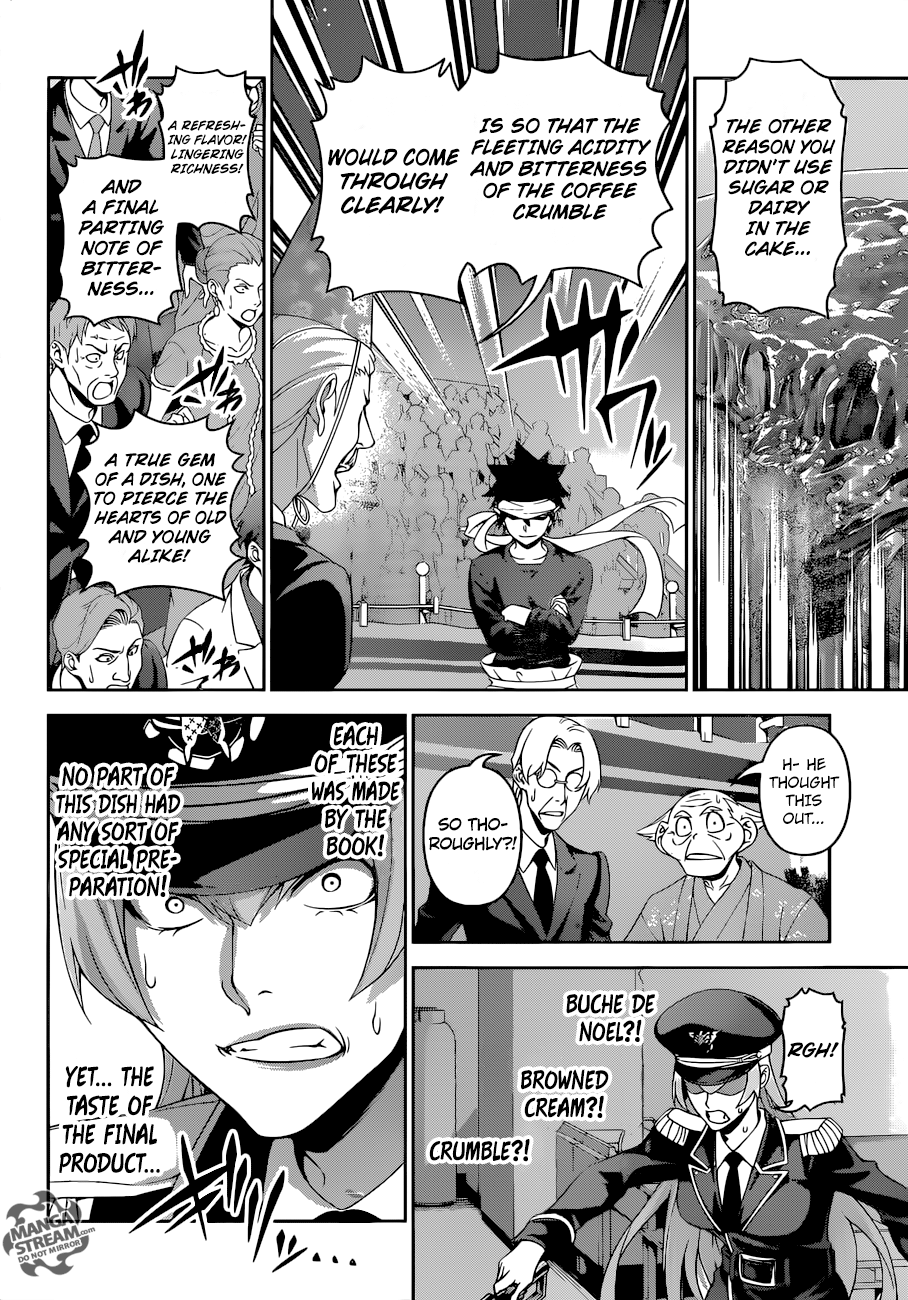 THE OTHER
REASON YOU
DIDN'T USE
SUGAR OR
DAIRY
IN THE
CAKE...
IS SO THAT THE
FLEETING ACIDITY
AND BITTERNESS
OF THE COFFEE
CRUMBLE
WOULD COME
THROUGH
CLEARLY!
A REFRESH-
ING FLAVOR!
LINGERING
RICHNESS!
AND
A FINAL
PARTING
NOTE OF
BITTER-
NESS...
A TRUE GEM
OF A DISH, ONE
TO PIERCE THE
HEARTS OF OLD
AND YOUNG
ALIKE!
H- HE
THOUGHT
THIS
OUT...
SO THO-
ROUGHLY?!
RGH!
BUCHE DE
NOEL?!
BROWNED
CREAM?!
CRUMBLE?!
EACH
OF THESE
WAS MADE
BY THE
BOOK!
NO PART OF
THIS DISH HAD
ANY SORT OF
SPECIAL PRE-
PARATION!
YET... THE
TASTE OF
THE FINAL
PRODUCT...
MANGA
STREAM.com
DO NOT MIRROR